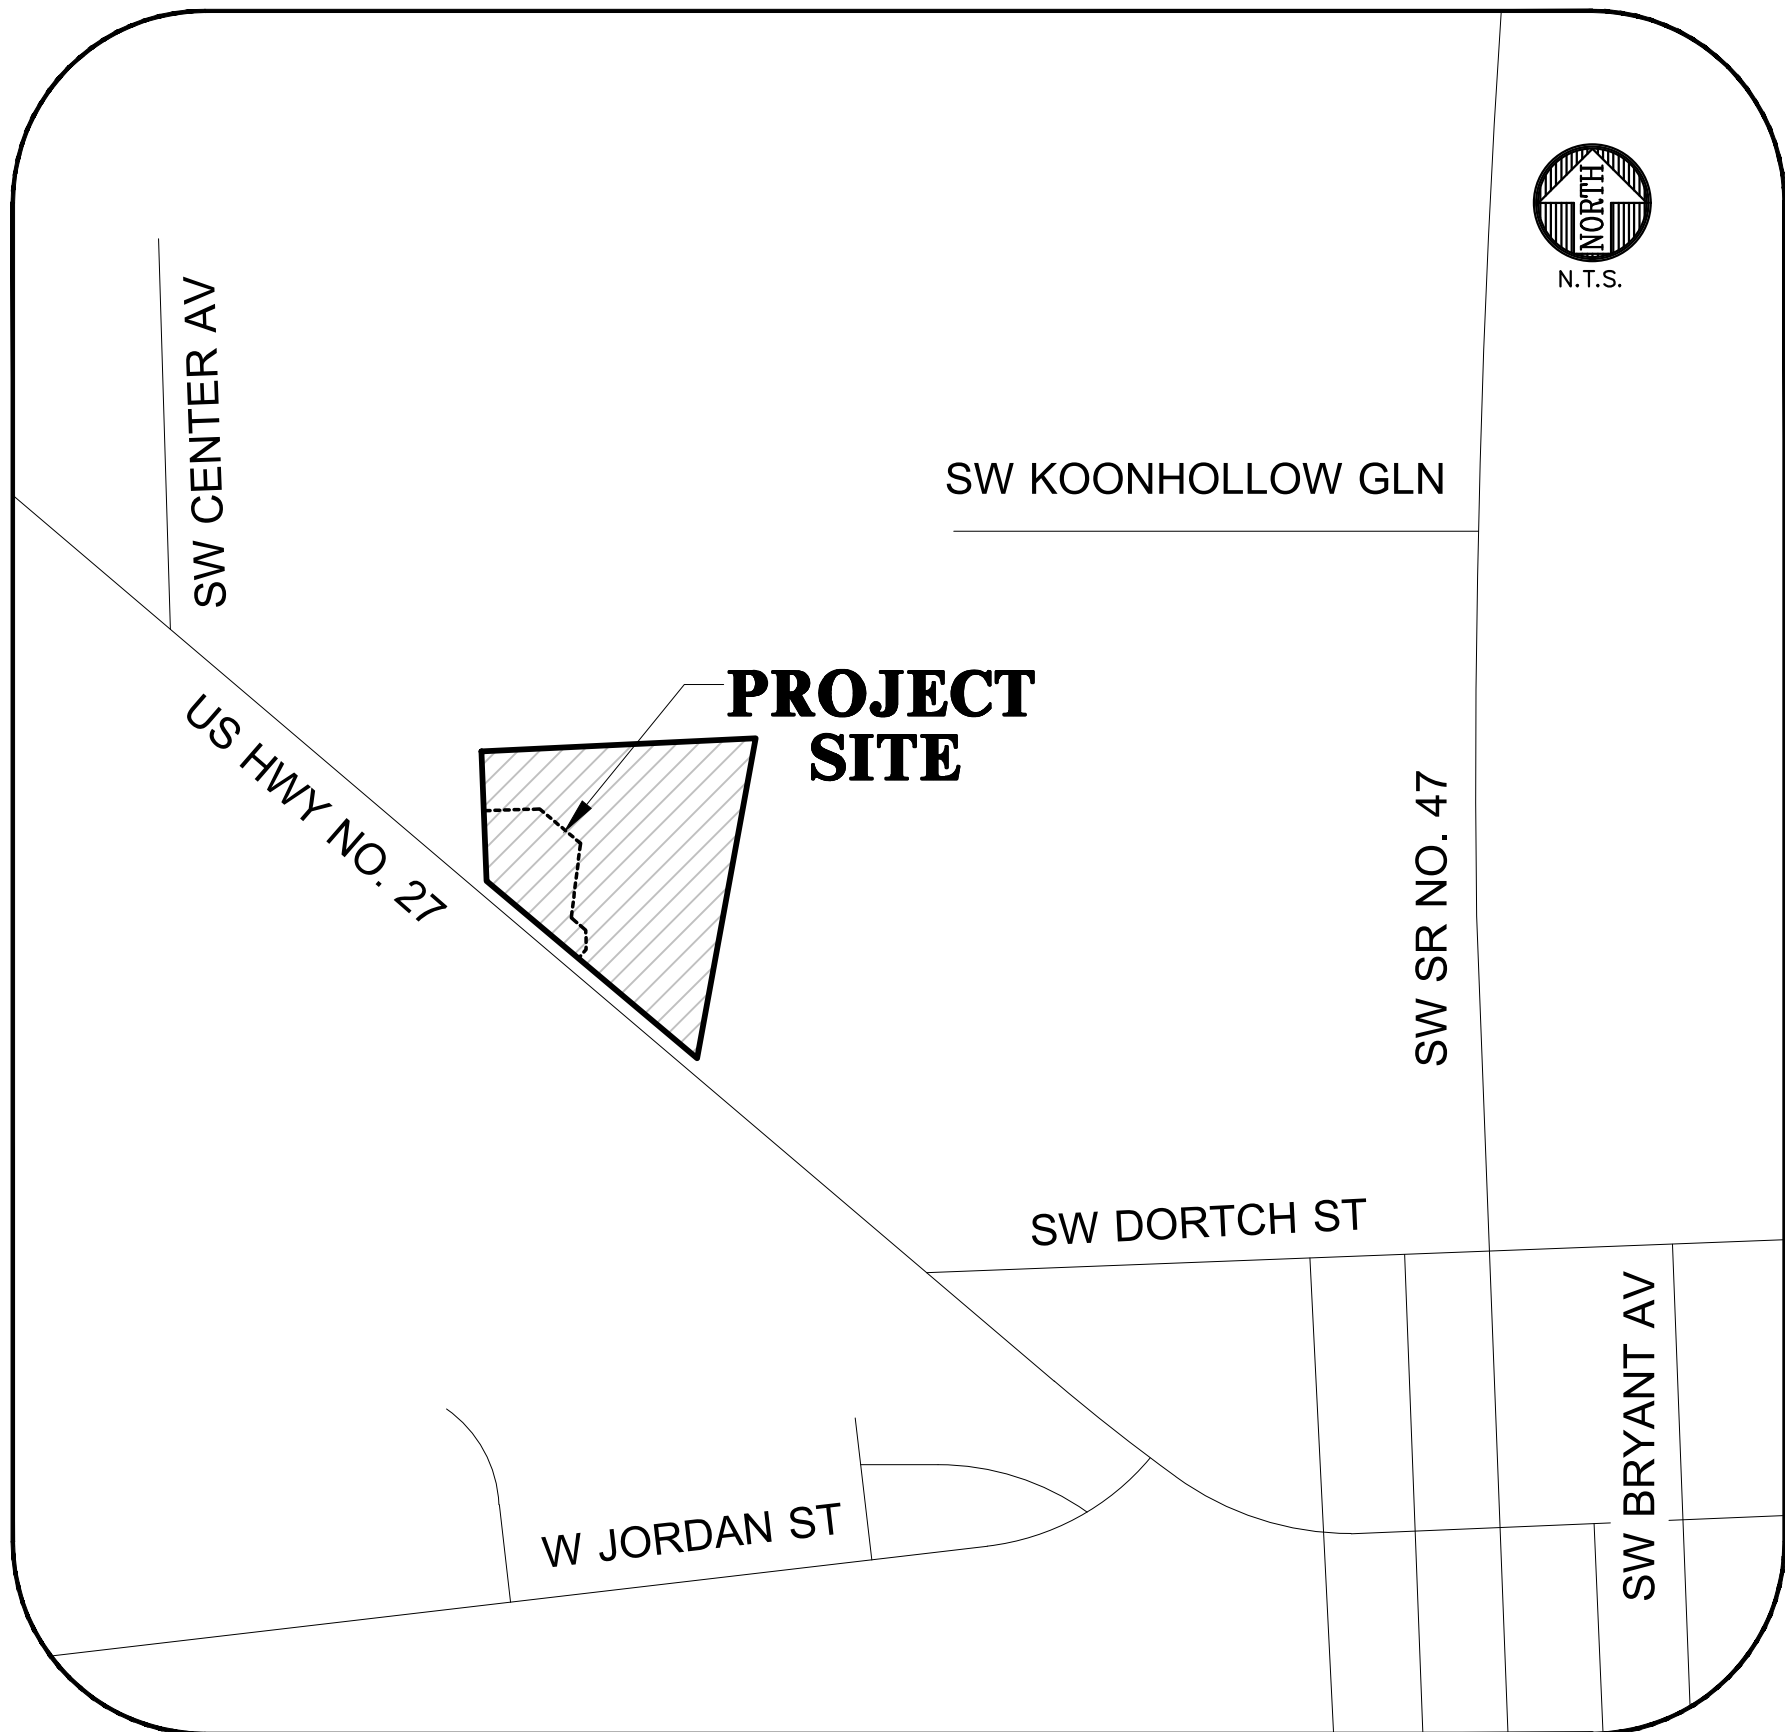 NORTH
N.T.S.
SW CENTER AV
SW KOONHOLLOW GLN
PROJECT
SITE
US HWY NO. 27
SW SR NO. 47
SW DORTCH ST
SW BRYANT AV
W JORDAN ST